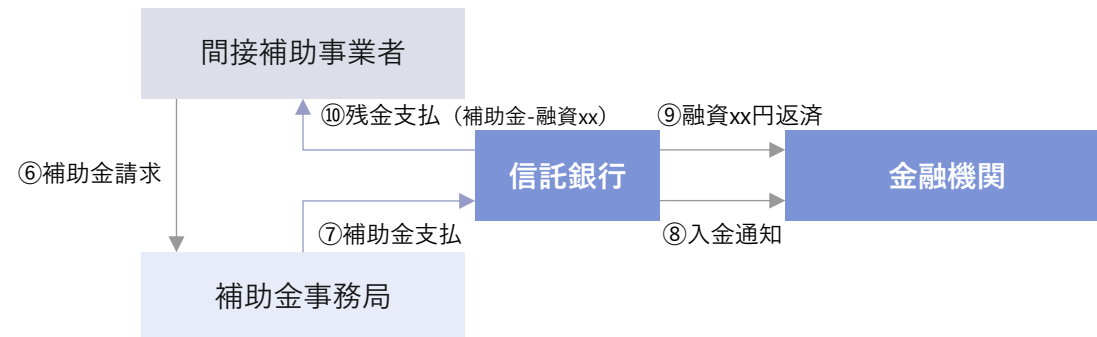 間接補助事業者
⑩残金支払（補助金-融資xx）
⑨融資xx円返済
⑥補助金請求
信託銀行
金融機関
⑦補助金支払
⑧入金通知
補助金事務局